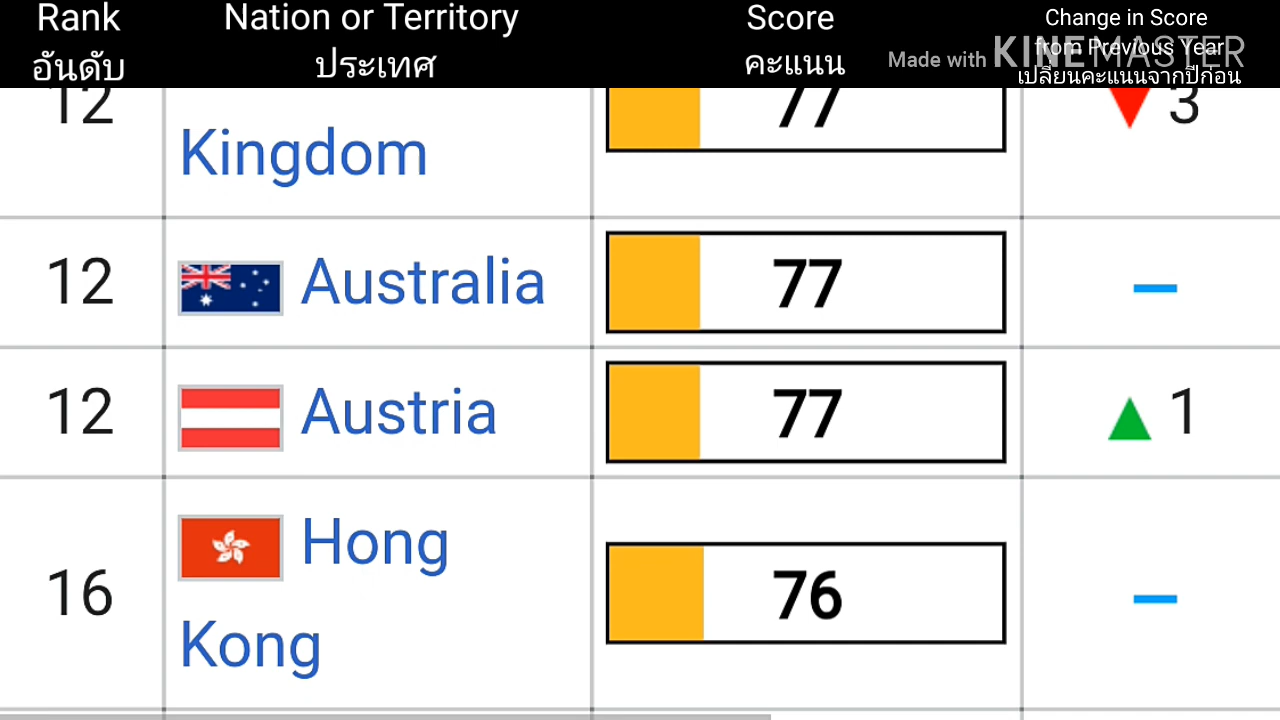 Rank
Nation or Territory
Score
Change in Score
from Previous Year
อันดับ
ประเทศ
คะแนน
เปลี่ยนคะแนนจากปีก่อน
Made with KINEMASTER
12
Kingdom
77
3
12
Australia
77
12
Austria
77
1
16
Hong
Kong
76